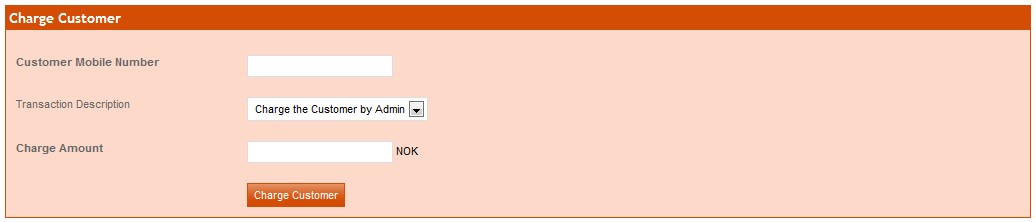 Charge Customer
Customer Mobile Number
Transaction Description
Charge the Customer by Admin
Charge Amount
NOK
Charge Customer